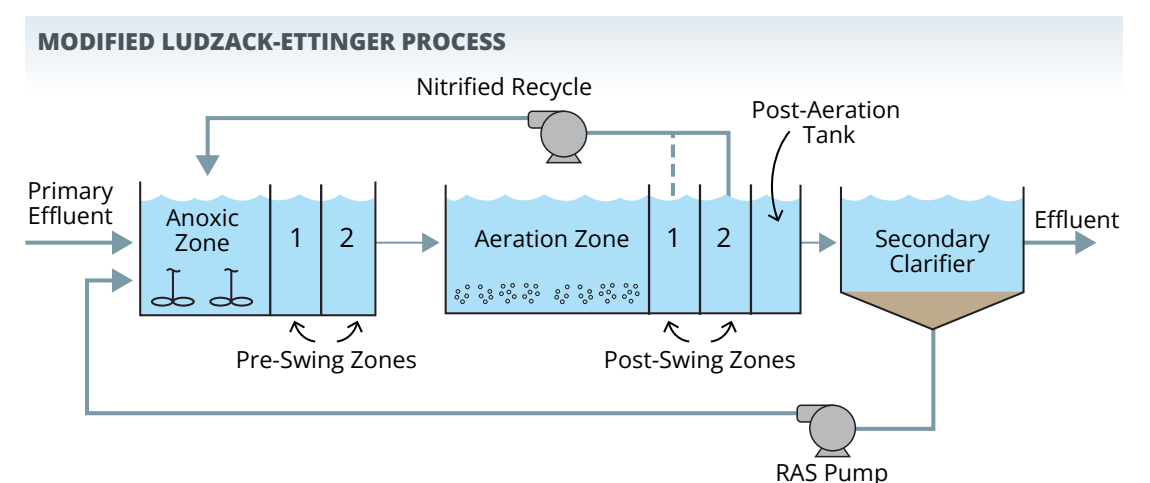 MODIFIED LUDZACK-ETTINGER PROCESS
Nitrified Recycle
Post-Aeration
Tank
Primary
Effluent
Anoxic
Zone
1
2
Aeration Zone
1
2
Secondary
Clarifier
Effluent
Pre-Swing Zones
Post-Swing Zones
RAS Pump